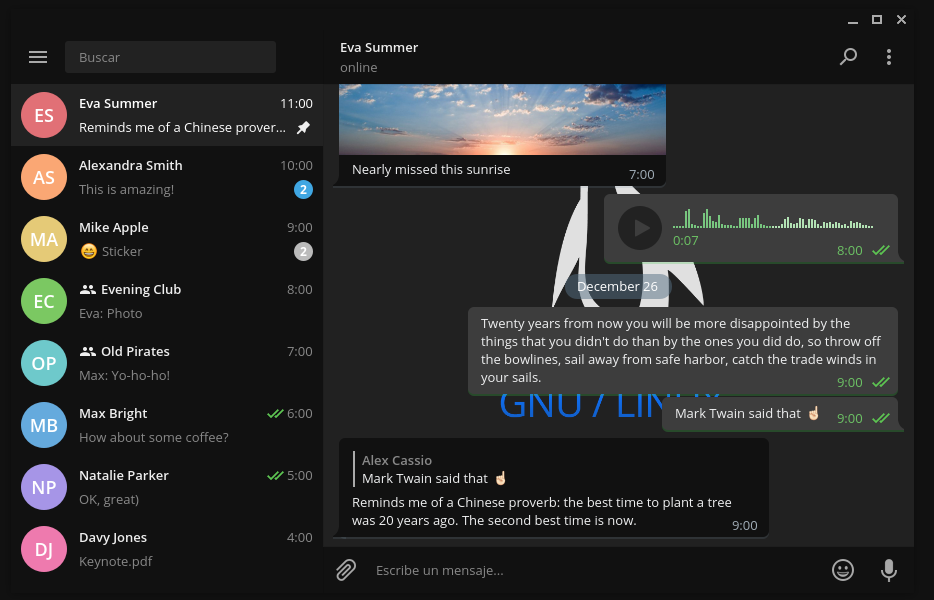 Buscar
ES
Eva Summer 11:00
Reminds me of a Chinese prover...
AS
Alexandra Smith 10:00
This is amazing! 2
MA
Mike Apple 9:00
😄 Sticker 2
EC
Evening Club 8:00
Eva: Photo
OP
Old Pirates 7:00
Max: Yo-ho-ho!
MB
Max Bright 6:00
How about some coffee?
NP
Natalie Parker 5:00
OK, great)
DJ
Davy Jones 4:00
Keynote.pdf
Eva Summer
online
Nearly missed this sunrise 7:00
0:07 8:00
December 26
Twenty years from now you will be more disappointed by the
things that you didn't do than by the ones you did do, so throw off
the bowlines, sail away from safe harbor, catch the trade winds in
your sails. 9:00
GNU / LINUX
Mark Twain said that ☝🏻 9:00
Alex Cassio
Mark Twain said that ☝🏻
Reminds me of a Chinese proverb: the best time to plant a tree
was 20 years ago. The second best time is now. 9:00
Escribe un mensaje...